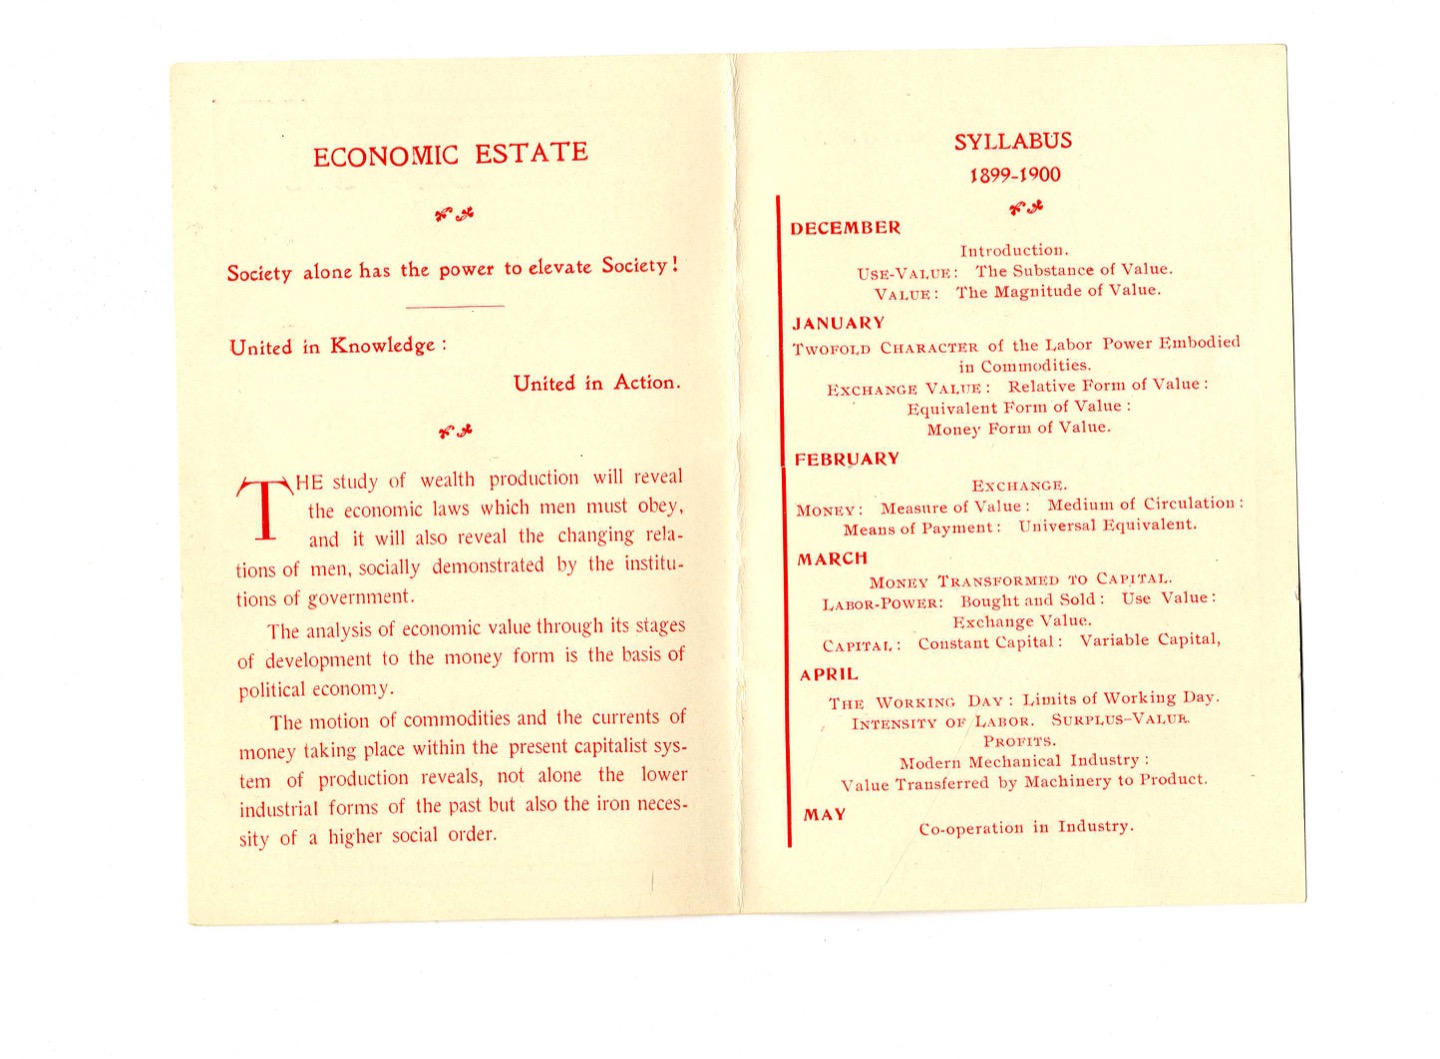 ECONOMIC ESTATE
Society alone has the power to elevate Society!
United in Knowledge:
United in Action.
THE study of wealth production will reveal
the economic laws which men must obey,
and it will also reveal the changing rela-
tions of men, socially demonstrated by the institu-
tions of government.
The analysis of economic value through its stages
of development to the money form is the basis of
political economy.
The motion of commodities and the currents of
money taking place within the present capitalist sys-
tem of production reveals, not alone the lower
industrial forms of the past but also the iron neces-
sity of a higher social order.
SYLLABUS
1899-1900
DECEMBER
Introduction.
USE-VALUE: The Substance of Value.
VALUE: The Magnitude of Value.
JANUARY
TWOFOLD CHARACTER of the Labor Power Embodied
in Commodities.
EXCHANGE VALUE: Relative Form of Value:
Equivalent Form of Value:
Money Form of Value.
FEBRUARY
EXCHANGE.
MONEY: Measure of Value: Medium of Circulation:
Means of Payment: Universal Equivalent.
MARCH
MONEY TRANSFORMED TO CAPITAL.
LABOR-POWER: Bought and Sold: Use Value:
Exchange Value.
CAPITAL: Constant Capital: Variable Capital,
APRIL
THE WORKING DAY: Limits of Working Day.
INTENSITY OF LABOR. SURPLUS-VALUE.
PROFITS.
Modern Mechanical Industry:
Value Transferred by Machinery to Product.
MAY
Co-operation in Industry.